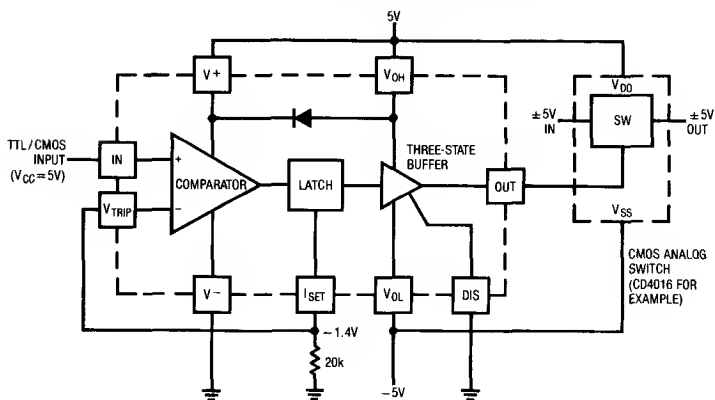 5V
V+
VOH
VDD
±5V
IN
SW
±5V
OUT
TTL/CMOS
INPUT
(VCC=5V)
IN
+
COMPARATOR
LATCH
THREE-STATE
BUFFER
OUT
VTRIP
−
VSS
CMOS ANALOG
SWITCH
(CD4016 FOR
EXAMPLE)
V−
ISET
VOL
DIS
~1.4V
20k
−5V